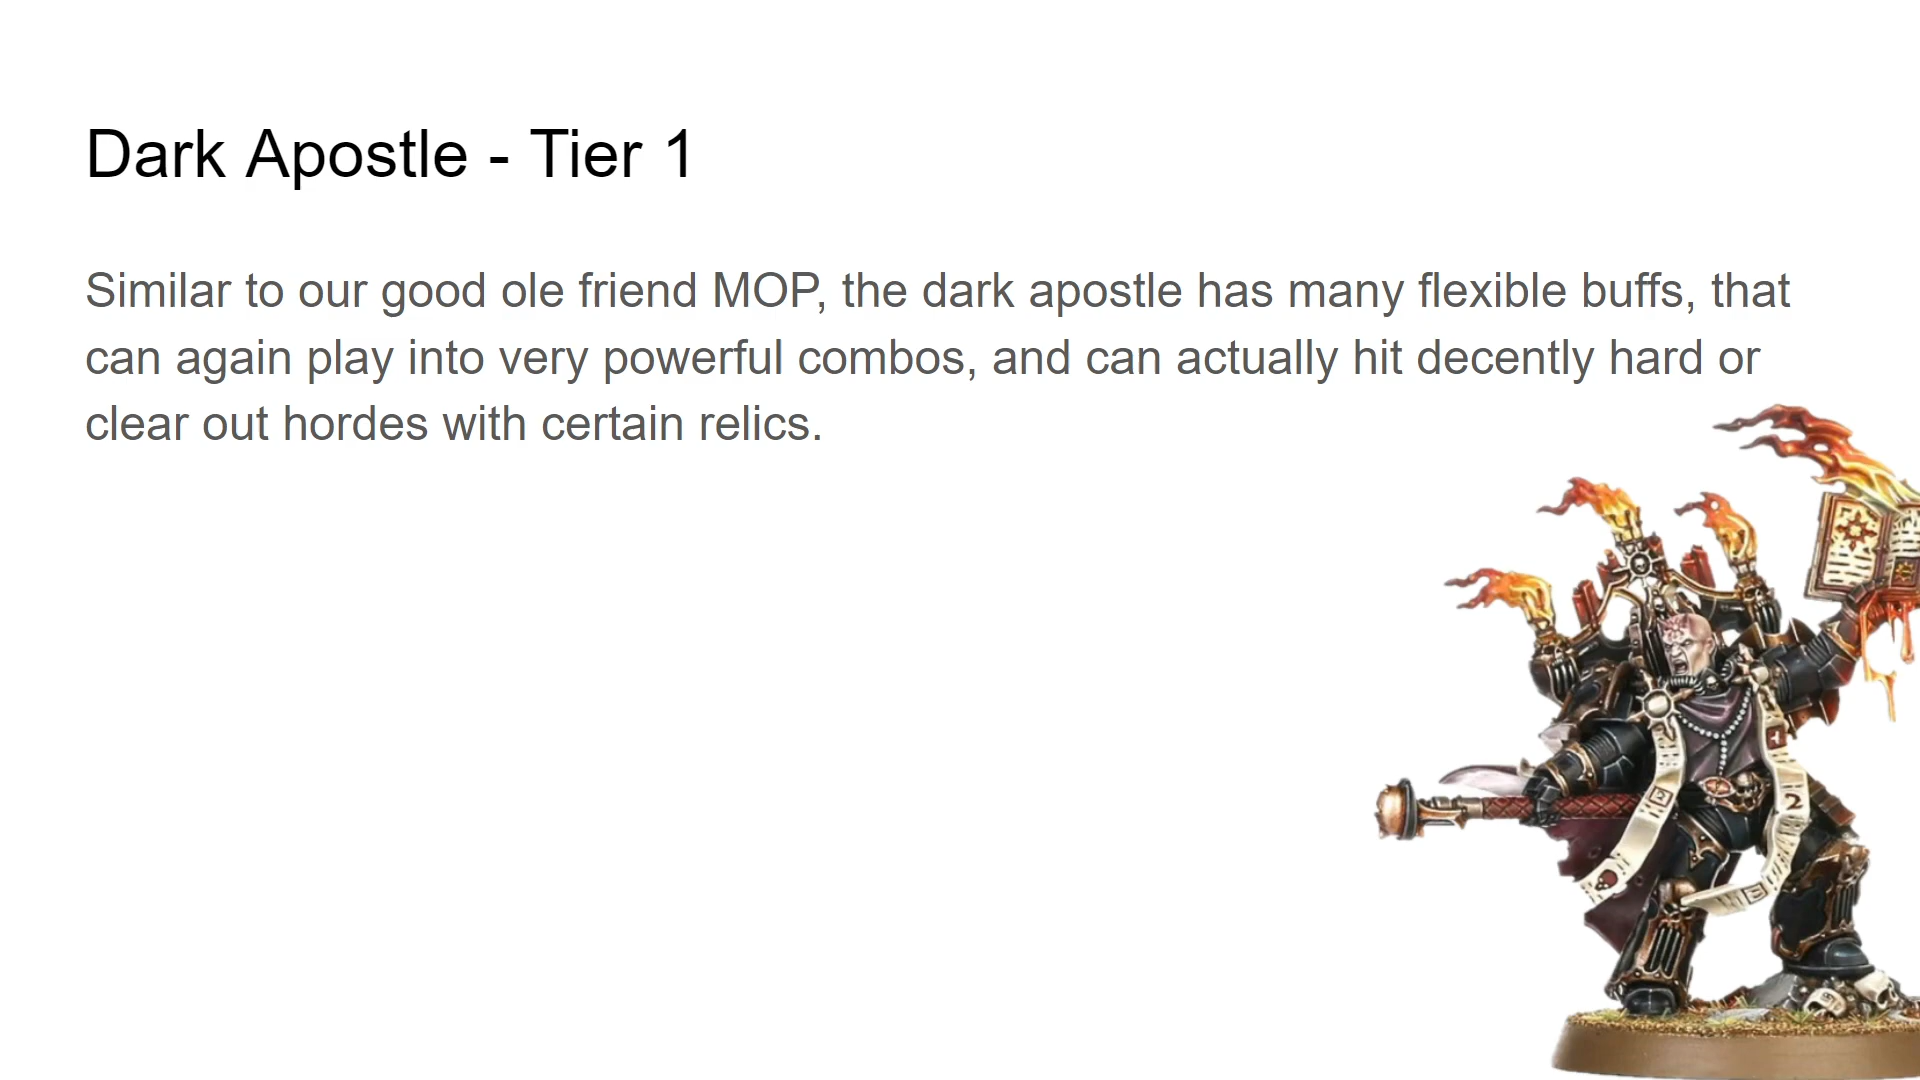 Dark Apostle - Tier 1
Similar to our good ole friend MOP, the dark apostle has many flexible buffs, that
can again play into very powerful combos, and can actually hit decently hard or
clear out hordes with certain relics.